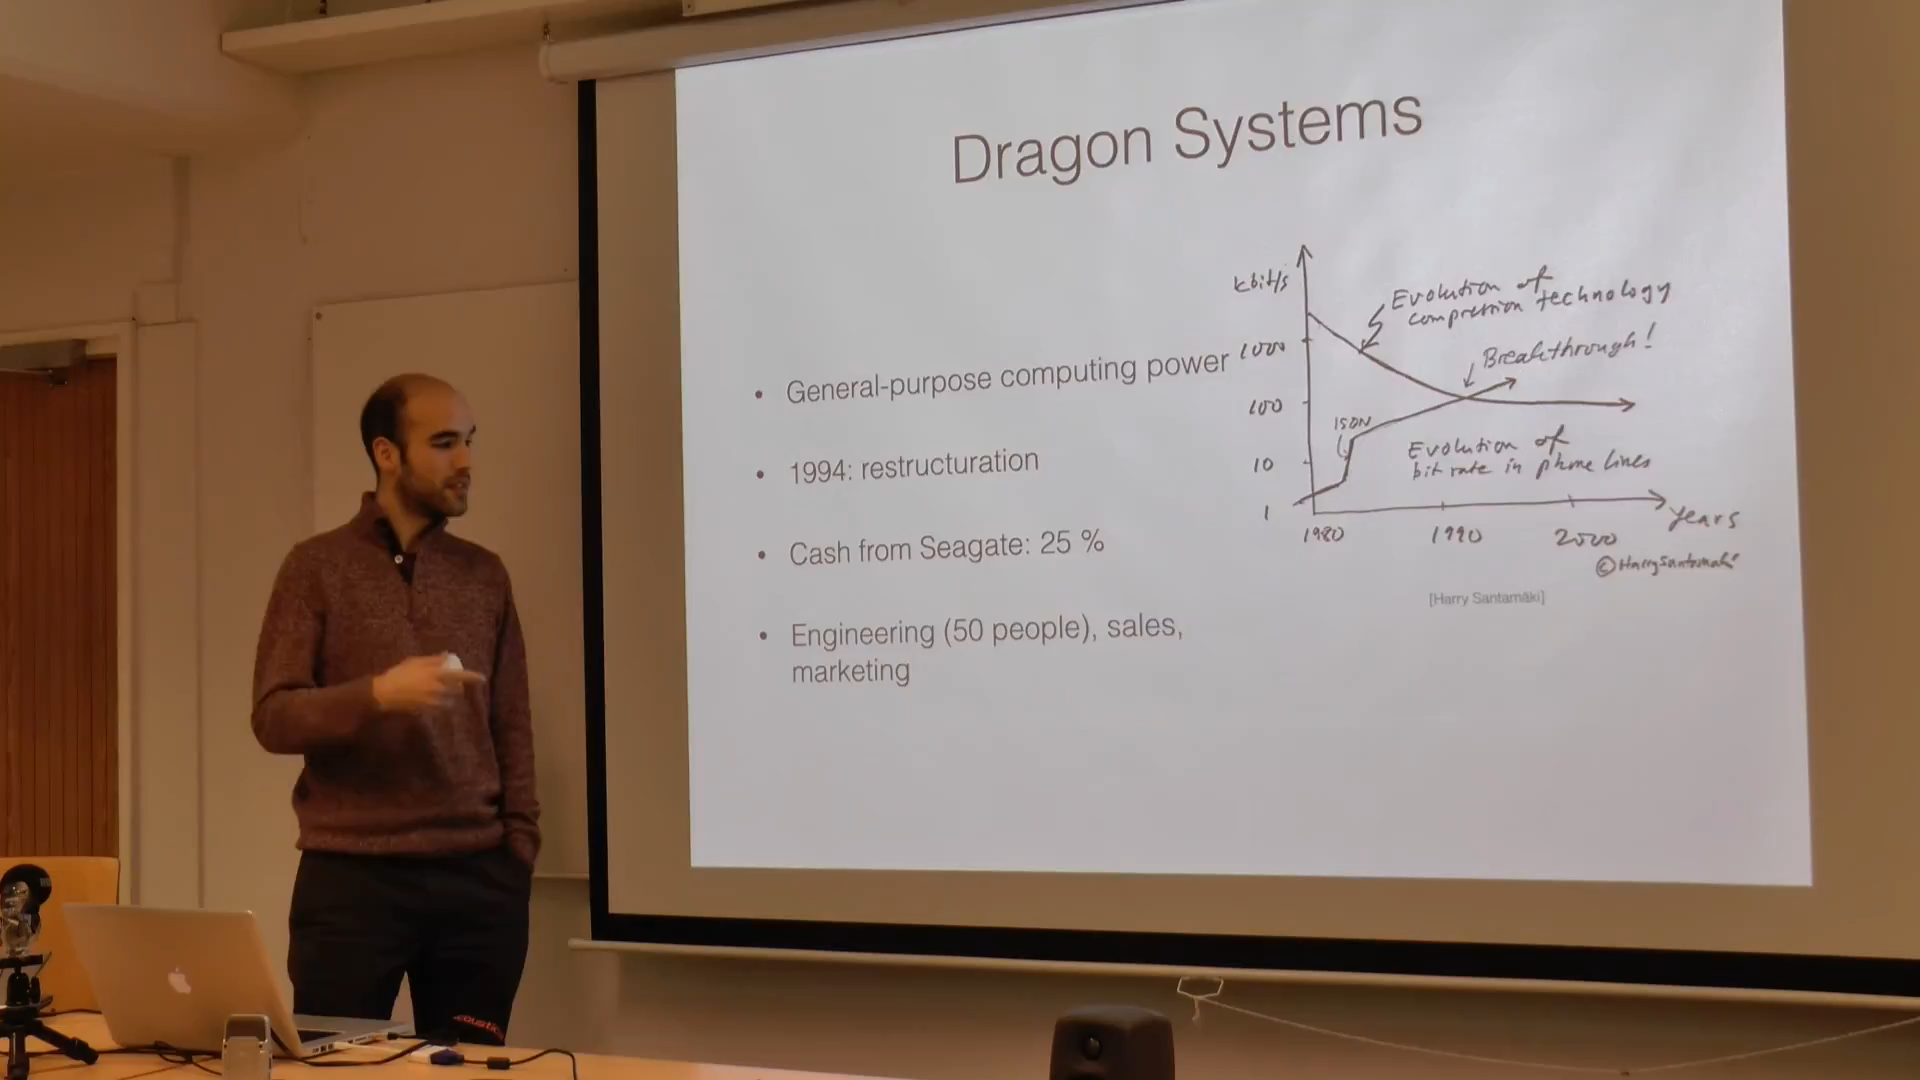 Dragon Systems
• General-purpose computing power
• 1994: restructuration
• Cash from Seagate: 25 %
• Engineering (50 people), sales,
marketing
kbit/s
1000
100
10
1
Evolution of
compression technology
Breakthrough!
ISDN
Evolution of
bit rate in phone lines
years
1980
1990
2000
©HarrySantamäki
[Harry Santamäki]